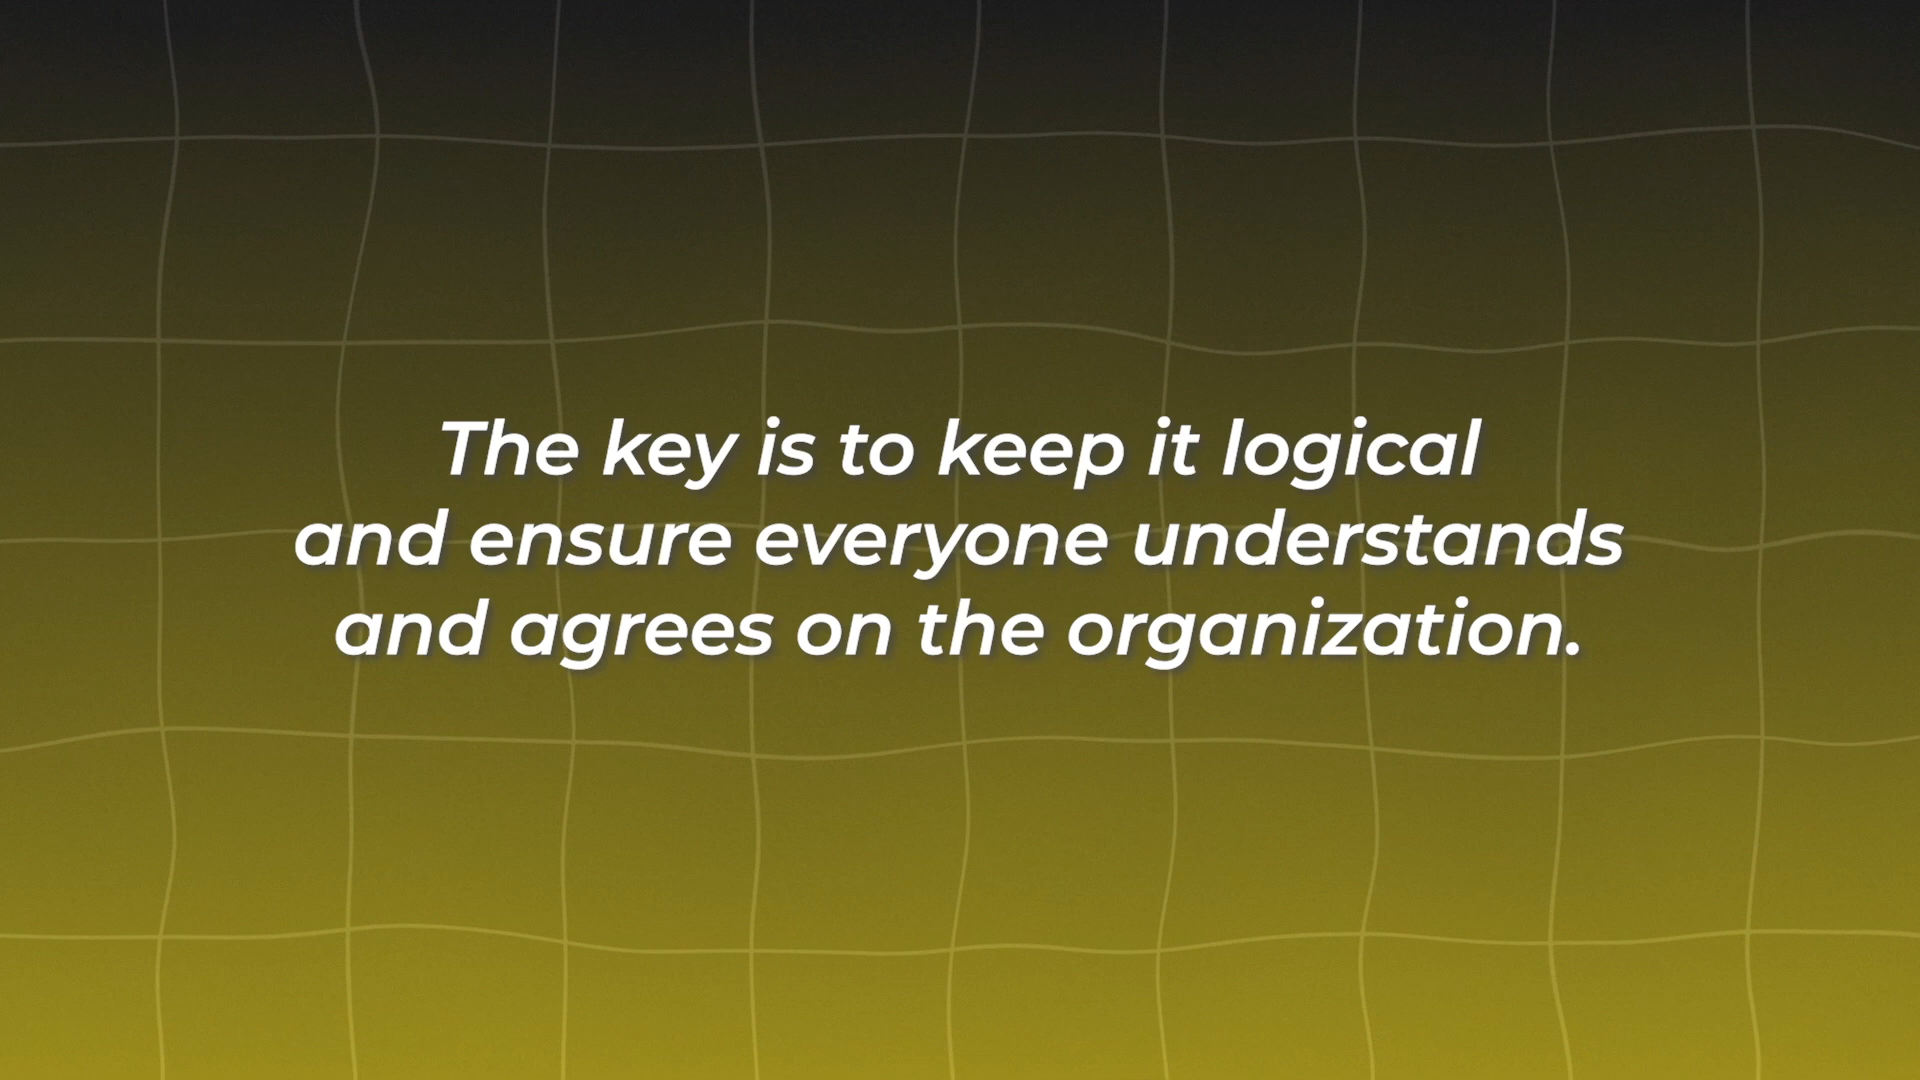 The key is to keep it logical
and ensure everyone understands
and agrees on the organization.